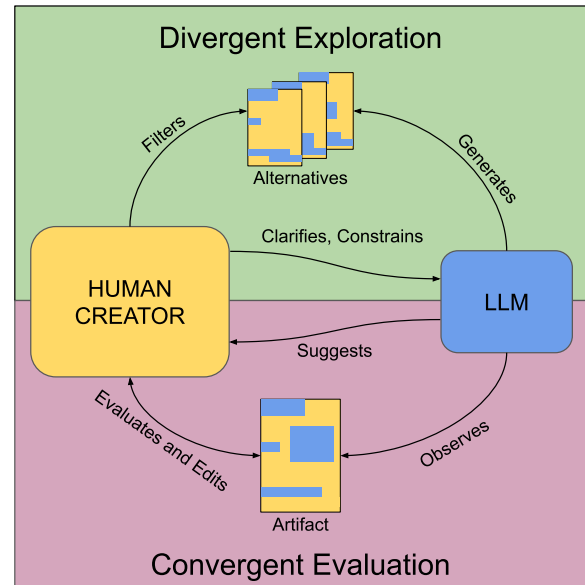 Divergent Exploration
Filters
Generates
Alternatives
Clarifies, Constrains
HUMAN
CREATOR
LLM
Suggests
Evaluates and Edits
Observes
Artifact
Convergent Evaluation